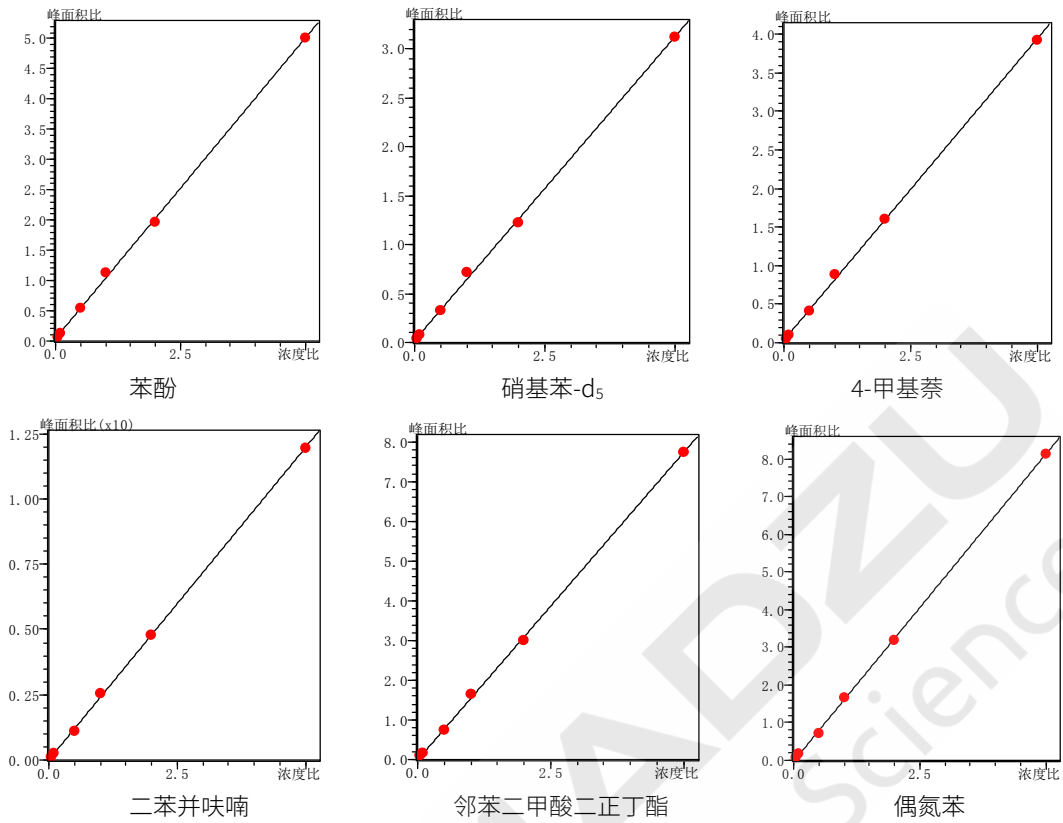 峰面积比
5.0
4.5
4.0
3.5
3.0
2.5
2.0
1.5
1.0
0.5
0.0
0.0 2.5 浓度比
苯酚
峰面积比
3.0
2.5
2.0
1.5
1.0
0.5
0.0
0.0 2.5 浓度比
硝基苯-d₅
峰面积比
4.0
3.5
3.0
2.5
2.0
1.5
1.0
0.5
0.0
0.0 2.5 浓度比
4-甲基萘
峰面积比(x10)
1.25
1.00
0.75
0.50
0.25
0.00
0.0 2.5 浓度比
二苯并呋喃
峰面积比
8.0
7.0
6.0
5.0
4.0
3.0
2.0
1.0
0.0
0.0 2.5 浓度比
邻苯二甲酸二正丁酯
峰面积比
8.0
7.0
6.0
5.0
4.0
3.0
2.0
1.0
0.0
0.0 2.5 浓度比
偶氮苯
ADZU
Science